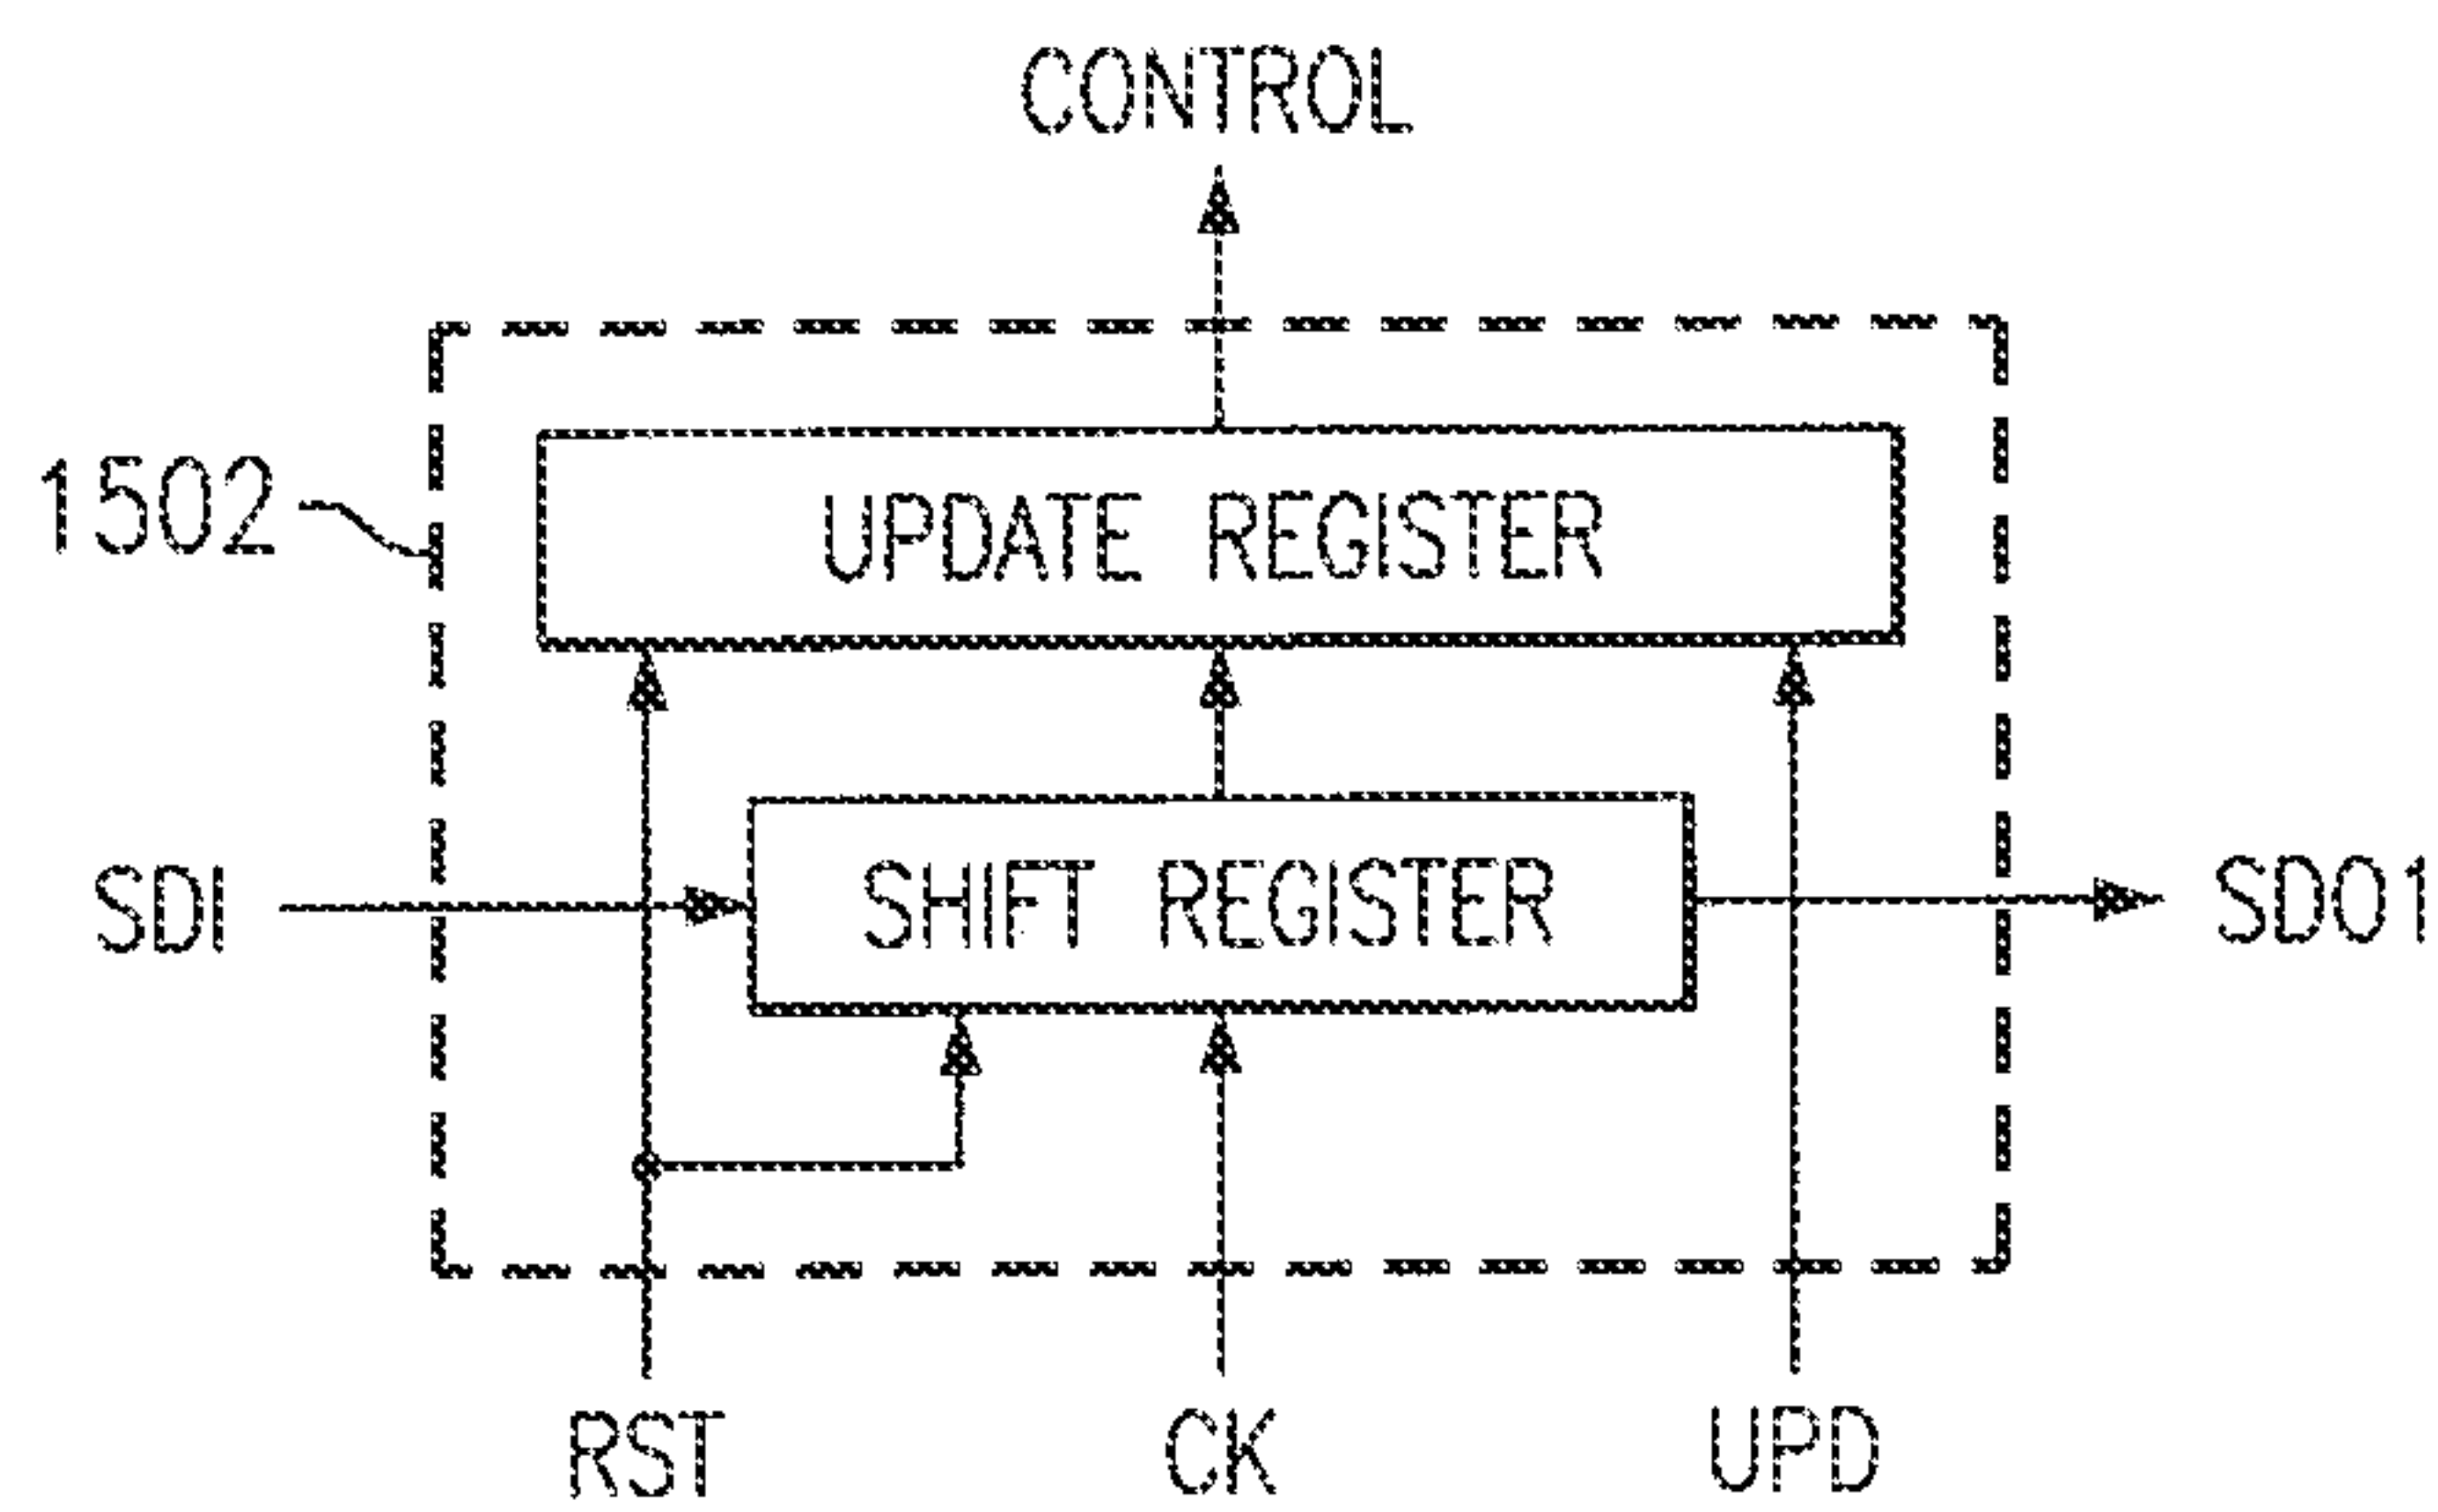 CONTROL
1502
UPDATE REGISTER
SDI
SHIFT REGISTER
SDO1
RST
CK
UPD